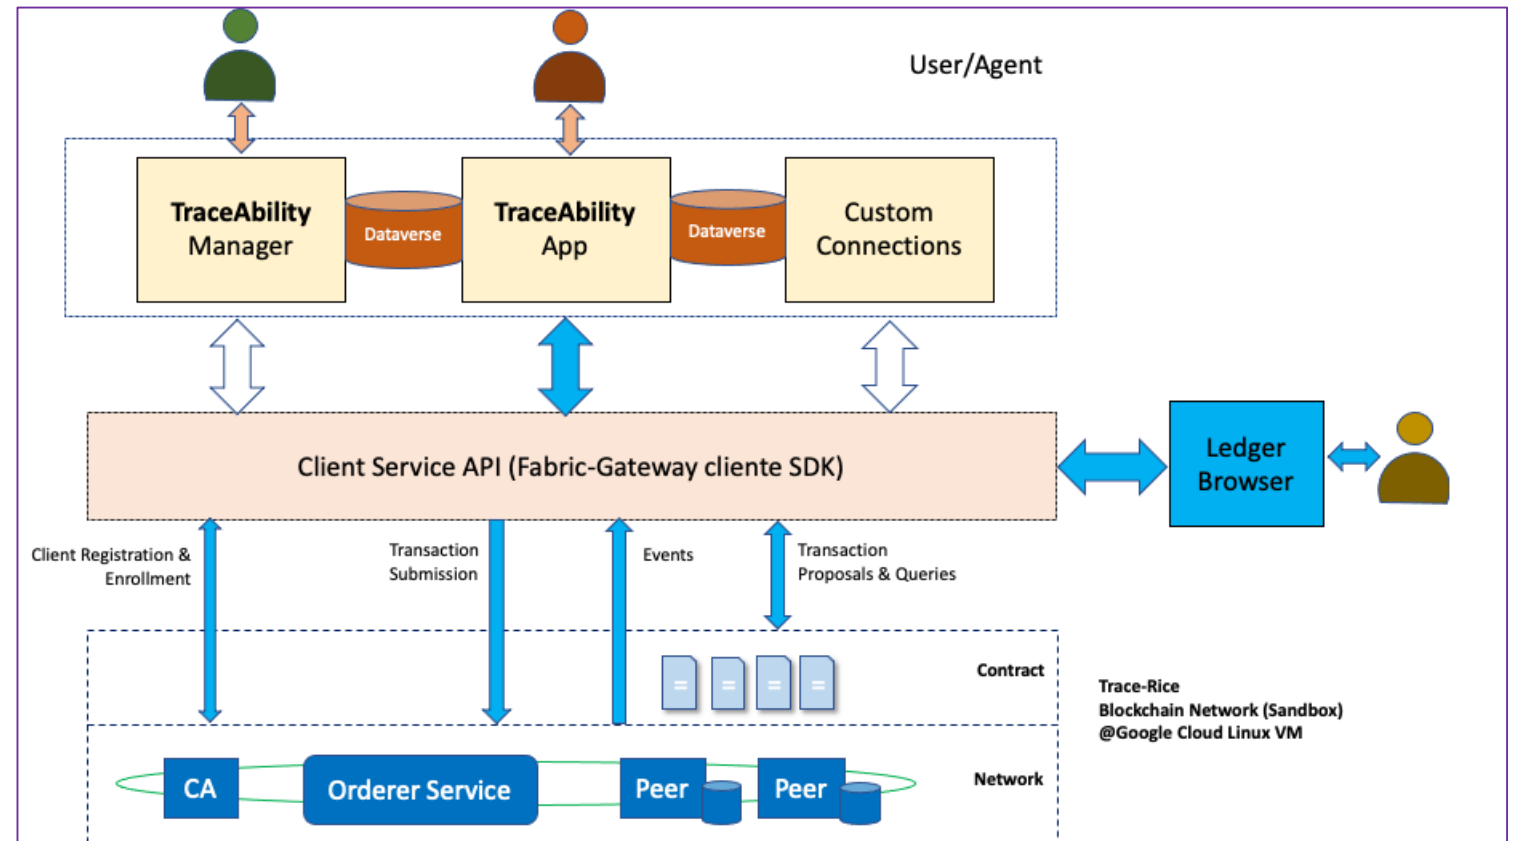 User/Agent
TraceAbility
Manager
Dataverse
TraceAbility
App
Dataverse
Custom
Connections
Client Service API (Fabric-Gateway cliente SDK)
Ledger
Browser
Client Registration &
Enrollment
Transaction
Submission
Events
Transaction
Proposals & Queries
Contract
Trace-Rice
Blockchain Network (Sandbox)
@Google Cloud Linux VM
CA
Orderer Service
Peer
Peer
Network